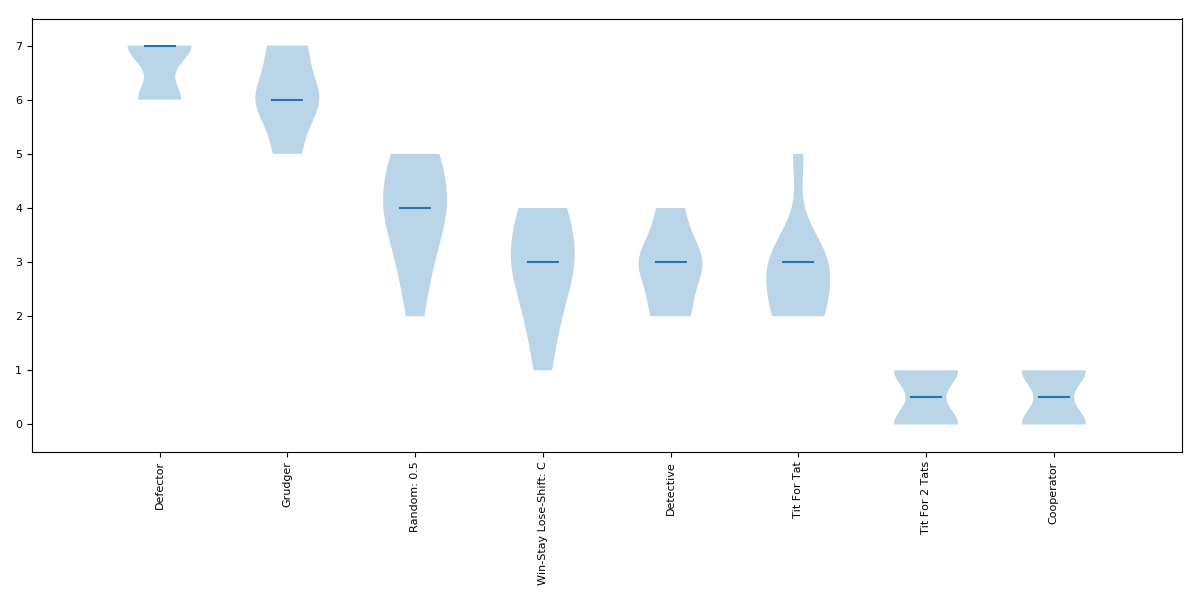 7
6
5
4
3
2
1
0
Defector
Grudger
Random: 0.5
Win-Stay Lose-Shift: C
Detective
Tit For Tat
Tit For 2 Tats
Cooperator